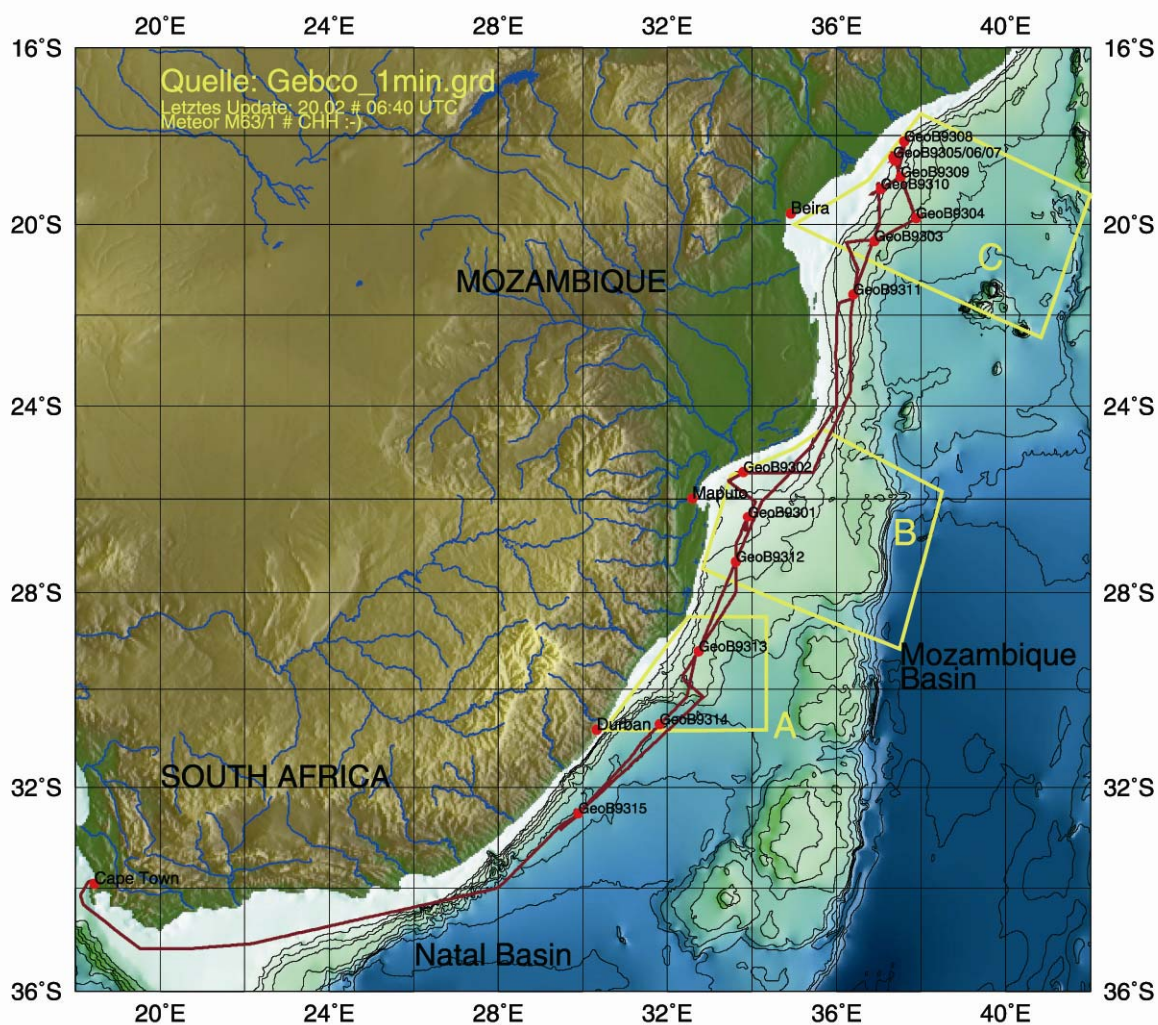 20°E 24°E 28°E 32°E 36°E 40°E
16°S 16°S
Quelle: Gebco_1min.grd
Letztes Update: 20.02 # 06:40 UTC
Meteor M63/1 # CHH :-)
GeoB9308
GeoB9305/06/07
GeoB9309
GeoB9310
Beira
GeoB9304
20°S 20°S
GeoB9303
C
MOZAMBIQUE
GeoB9311
24°S 24°S
GeoB9302
Maputo
GeoB9301
B
GeoB9312
28°S 28°S
GeoB9313
Mozambique
Basin
GeoB9314
Durban
A
SOUTH AFRICA
32°S 32°S
GeoB9315
Cape Town
Natal Basin
36°S 36°S
20°E 24°E 28°E 32°E 36°E 40°E